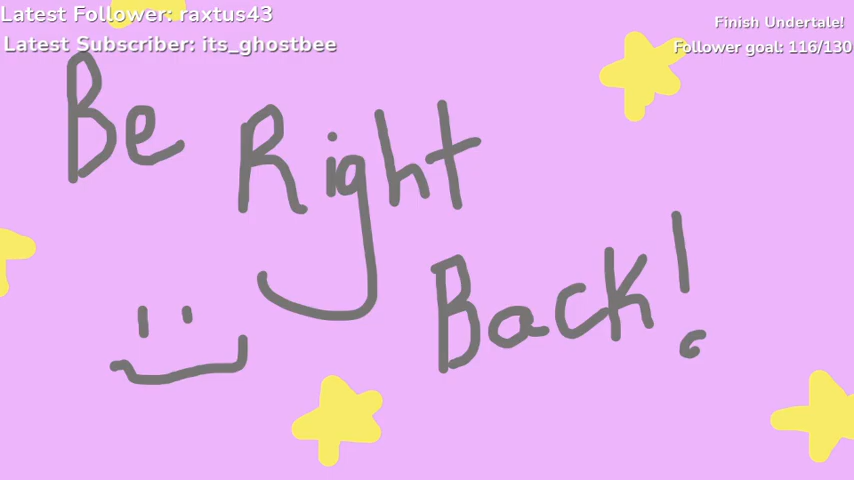 Latest Follower: raxtus43
Latest Subscriber: its_ghostbee
Finish Undertale!
Follower goal: 116/130
Be
Right
Back!